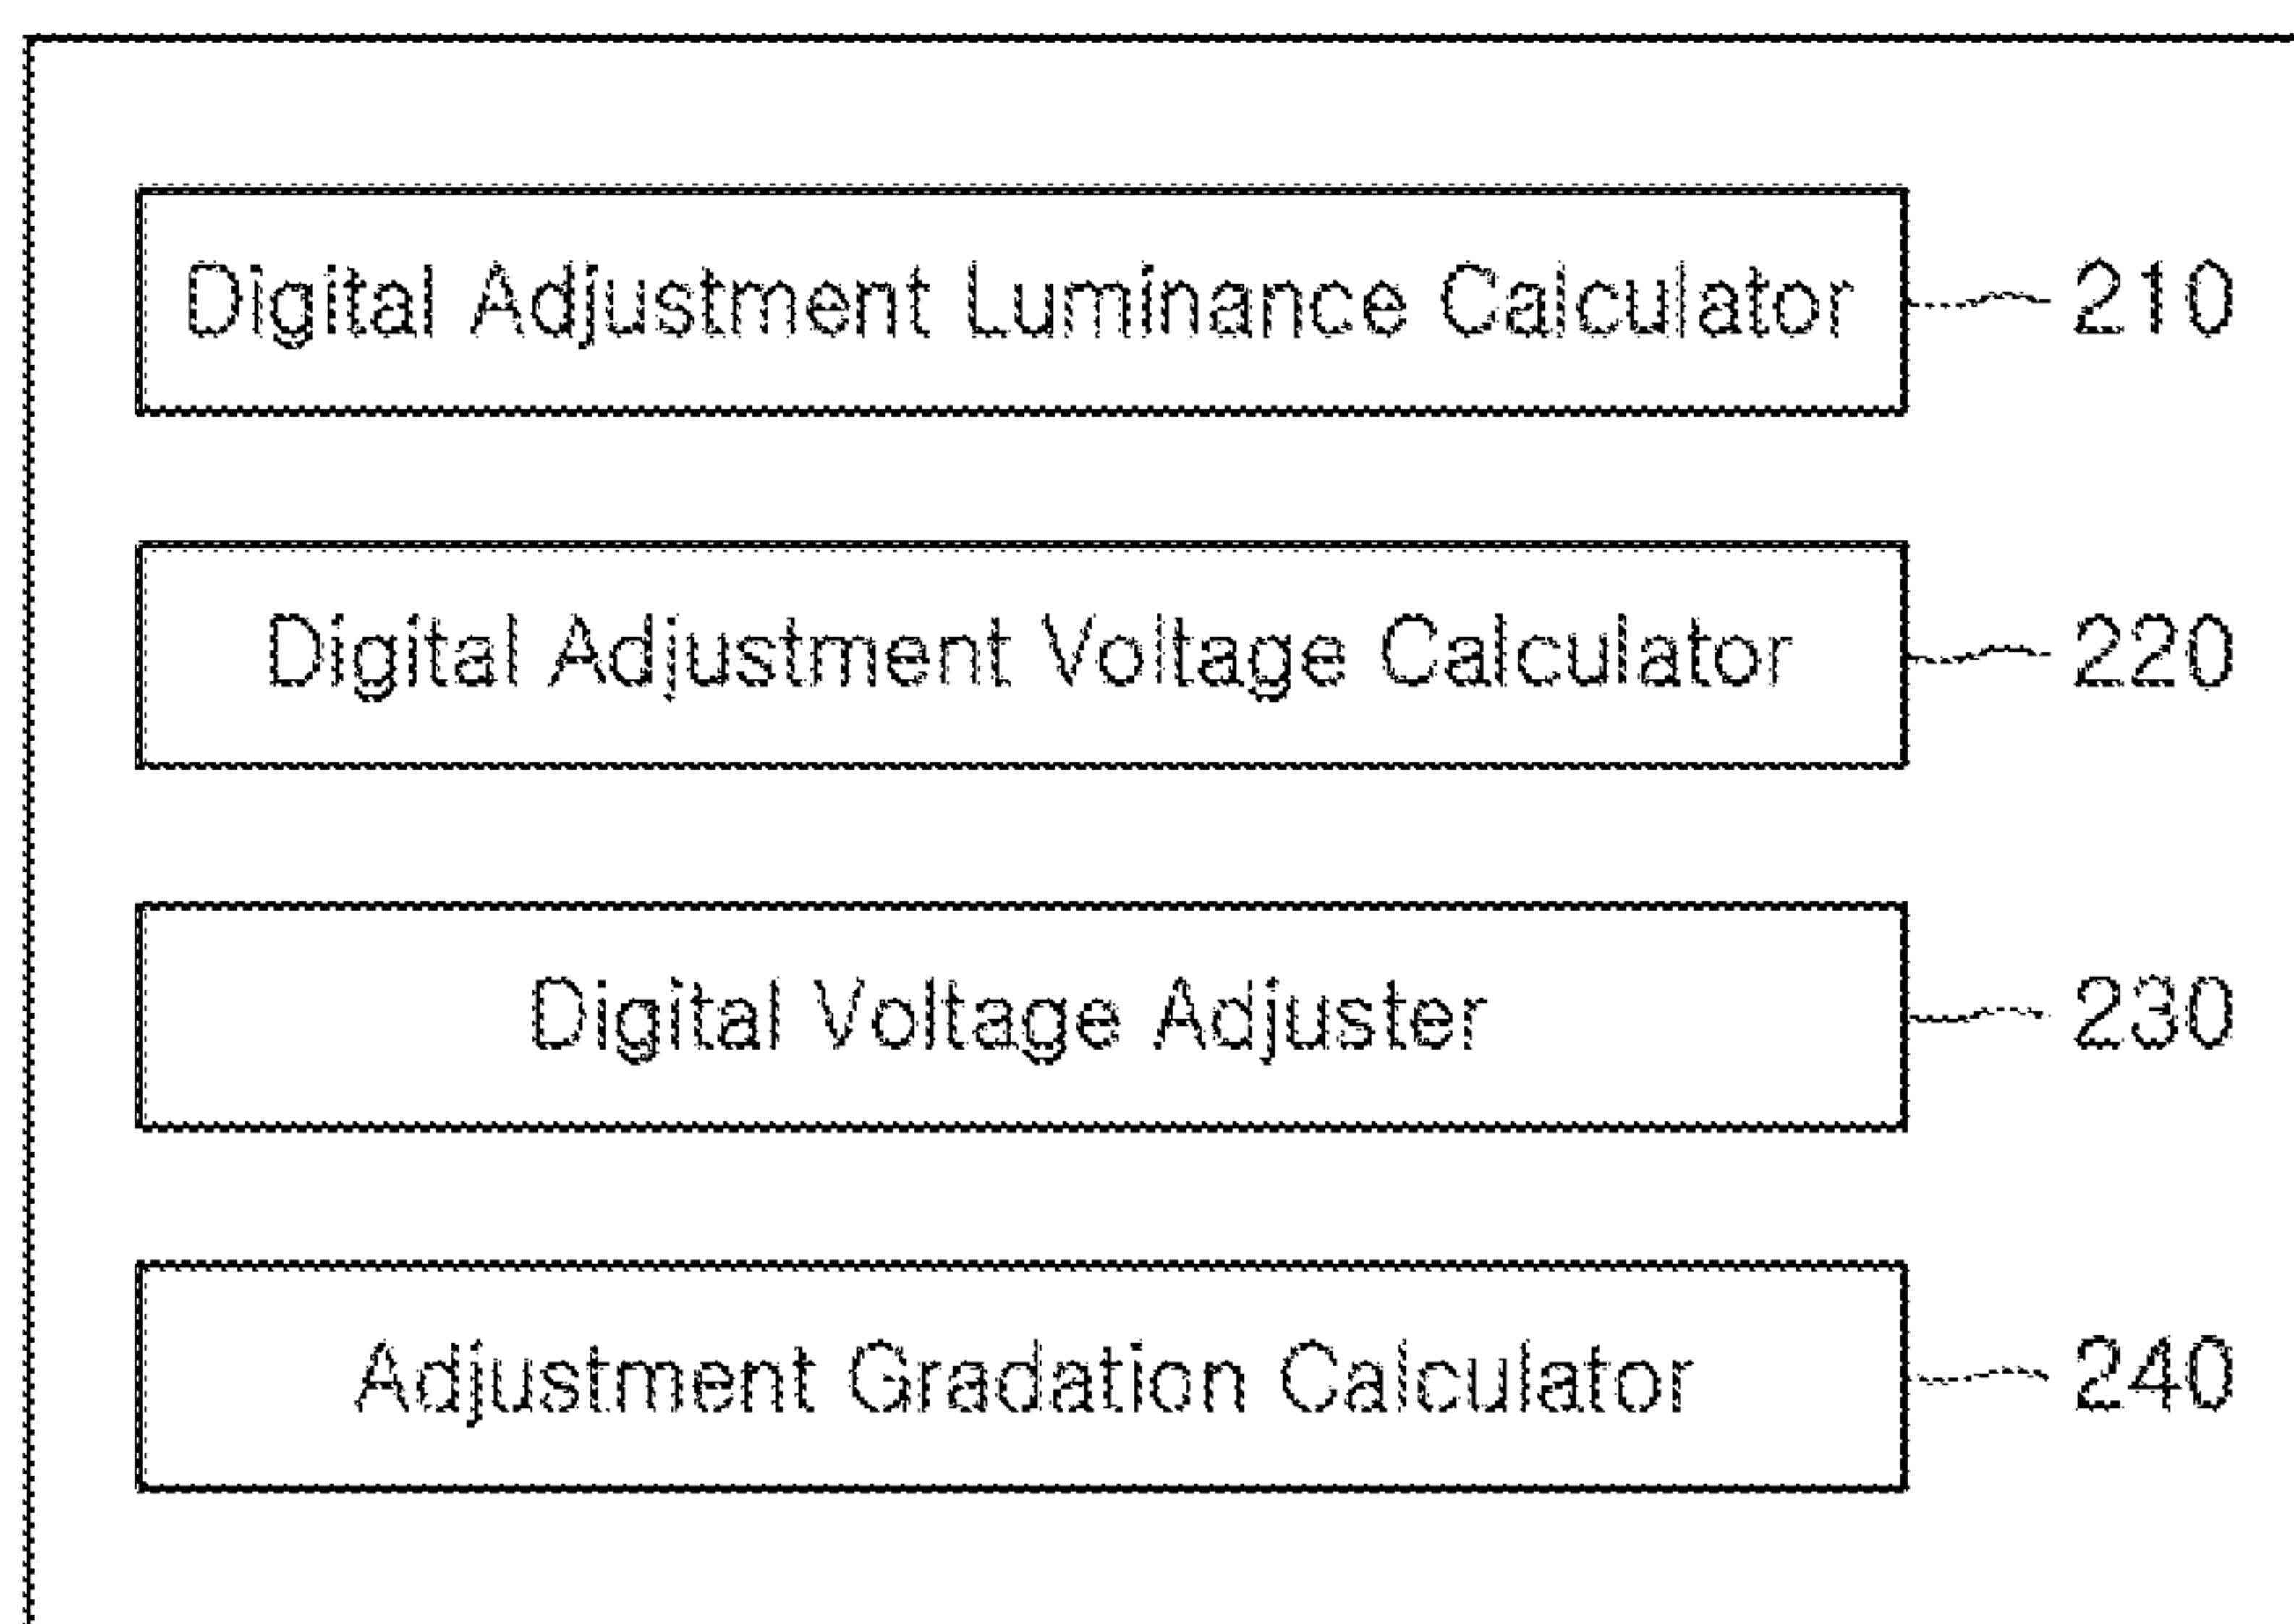 Digital Adjustment Luminance Calculator 210
Digital Adjustment Voltage Calculator 220
Digital Voltage Adjuster 230
Adjustment Gradation Calculator 240